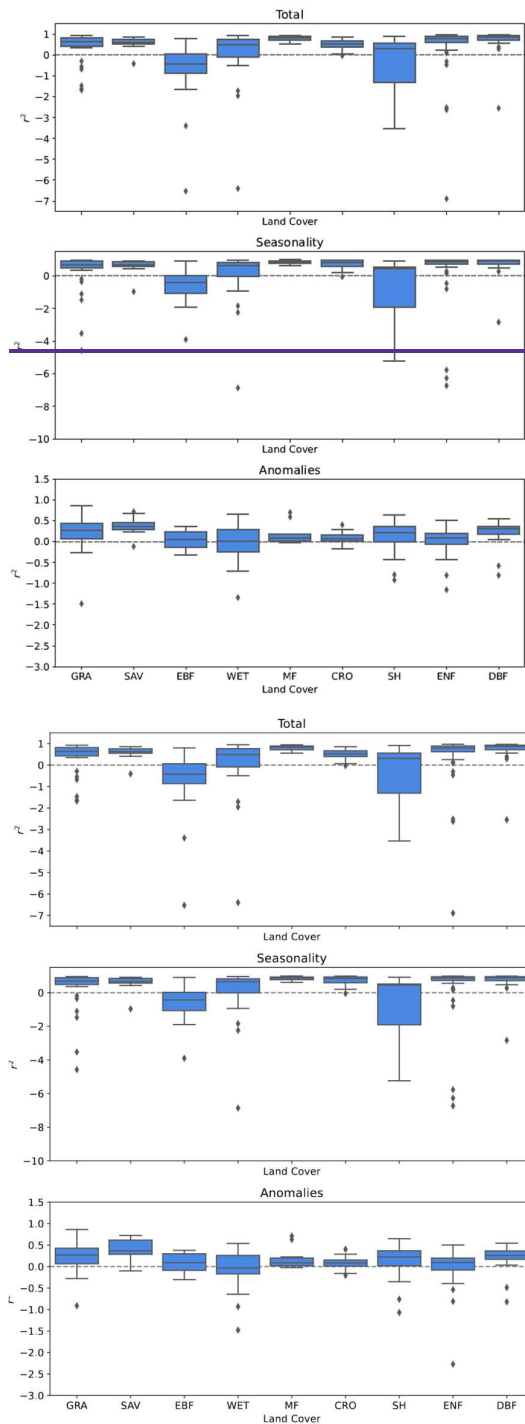 Total
1
0
−1
−2
−3
−4
−5
−6
−7
r²
Land Cover
Seasonality
0
−2
−4
−6
−8
−10
r²
Land Cover
Anomalies
1.5
1.0
0.5
0.0
−0.5
−1.0
−1.5
−2.0
−2.5
−3.0
r²
GRA SAV EBF WET MF CRO SH ENF DBF
Land Cover
Total
1
0
−1
−2
−3
−4
−5
−6
−7
r²
Land Cover
Seasonality
0
−2
−4
−6
−8
−10
r²
Land Cover
Anomalies
1.5
1.0
0.5
0.0
−0.5
−1.0
−1.5
−2.0
−2.5
−3.0
GRA SAV EBF WET MF CRO SH ENF DBF
Land Cover